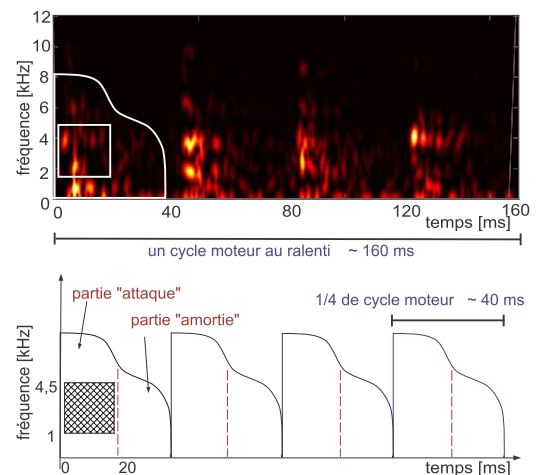 12
10
8
6
4
2
0
fréquence [kHz]
0
40
80
120
160
temps [ms]
un cycle moteur au ralenti ~ 160 ms
partie "attaque"
partie "amortie"
1/4 de cycle moteur ~ 40 ms
fréquence [kHz]
4,5
1
0
20
temps [ms]